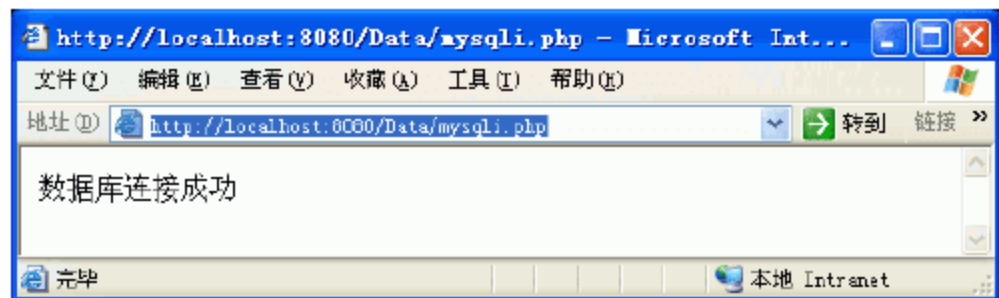 http://localhost:8080/Data/mysqli.php - Microsoft Int...
文件(F) 编辑(E) 查看(V) 收藏(A) 工具(T) 帮助(H)
地址(D) http://localhost:8080/Data/mysqli.php 转到 链接 »
数据库连接成功
完毕 本地 Intranet